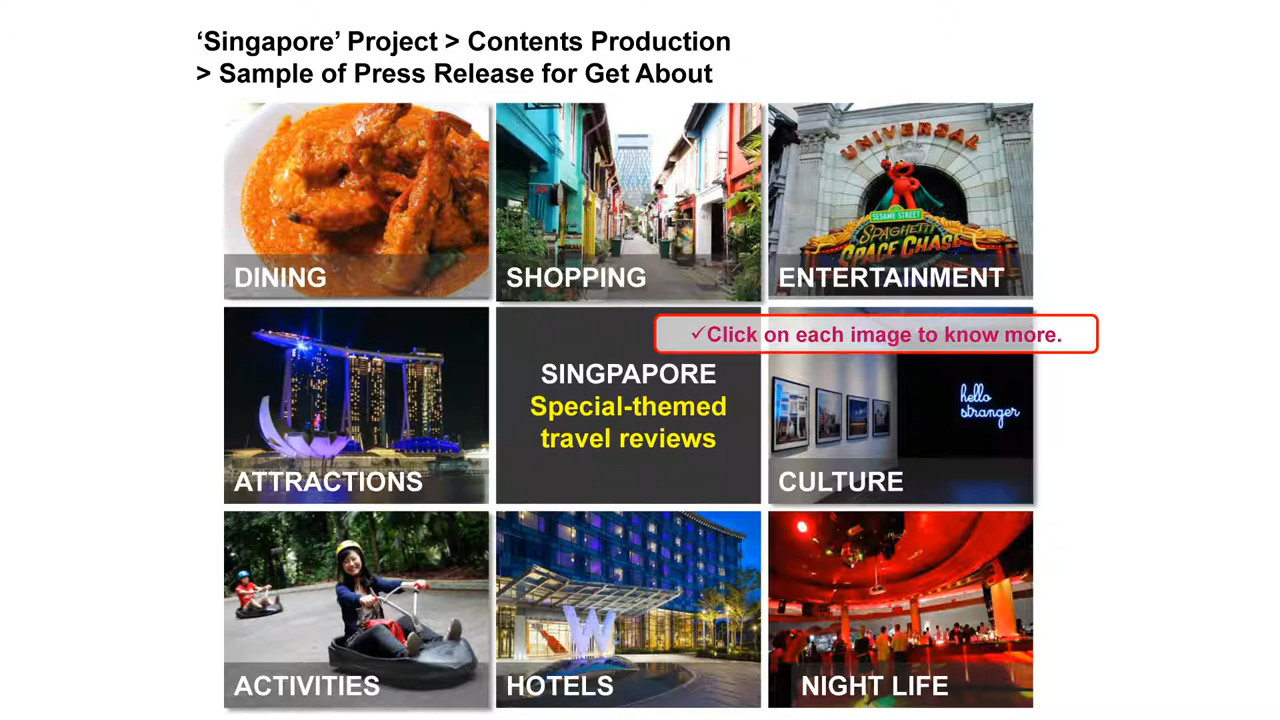 ‘Singapore’ Project > Contents Production
> Sample of Press Release for Get About
DINING
SHOPPING
UNIVERSAL
SESAME STREET
SPAGHETTI
SPACE CHASE
ENTERTAINMENT
✓Click on each image to know more.
SINGPAPORE
Special-themed
travel reviews
hello
stranger
ATTRACTIONS
CULTURE
W
ACTIVITIES
HOTELS
NIGHT LIFE